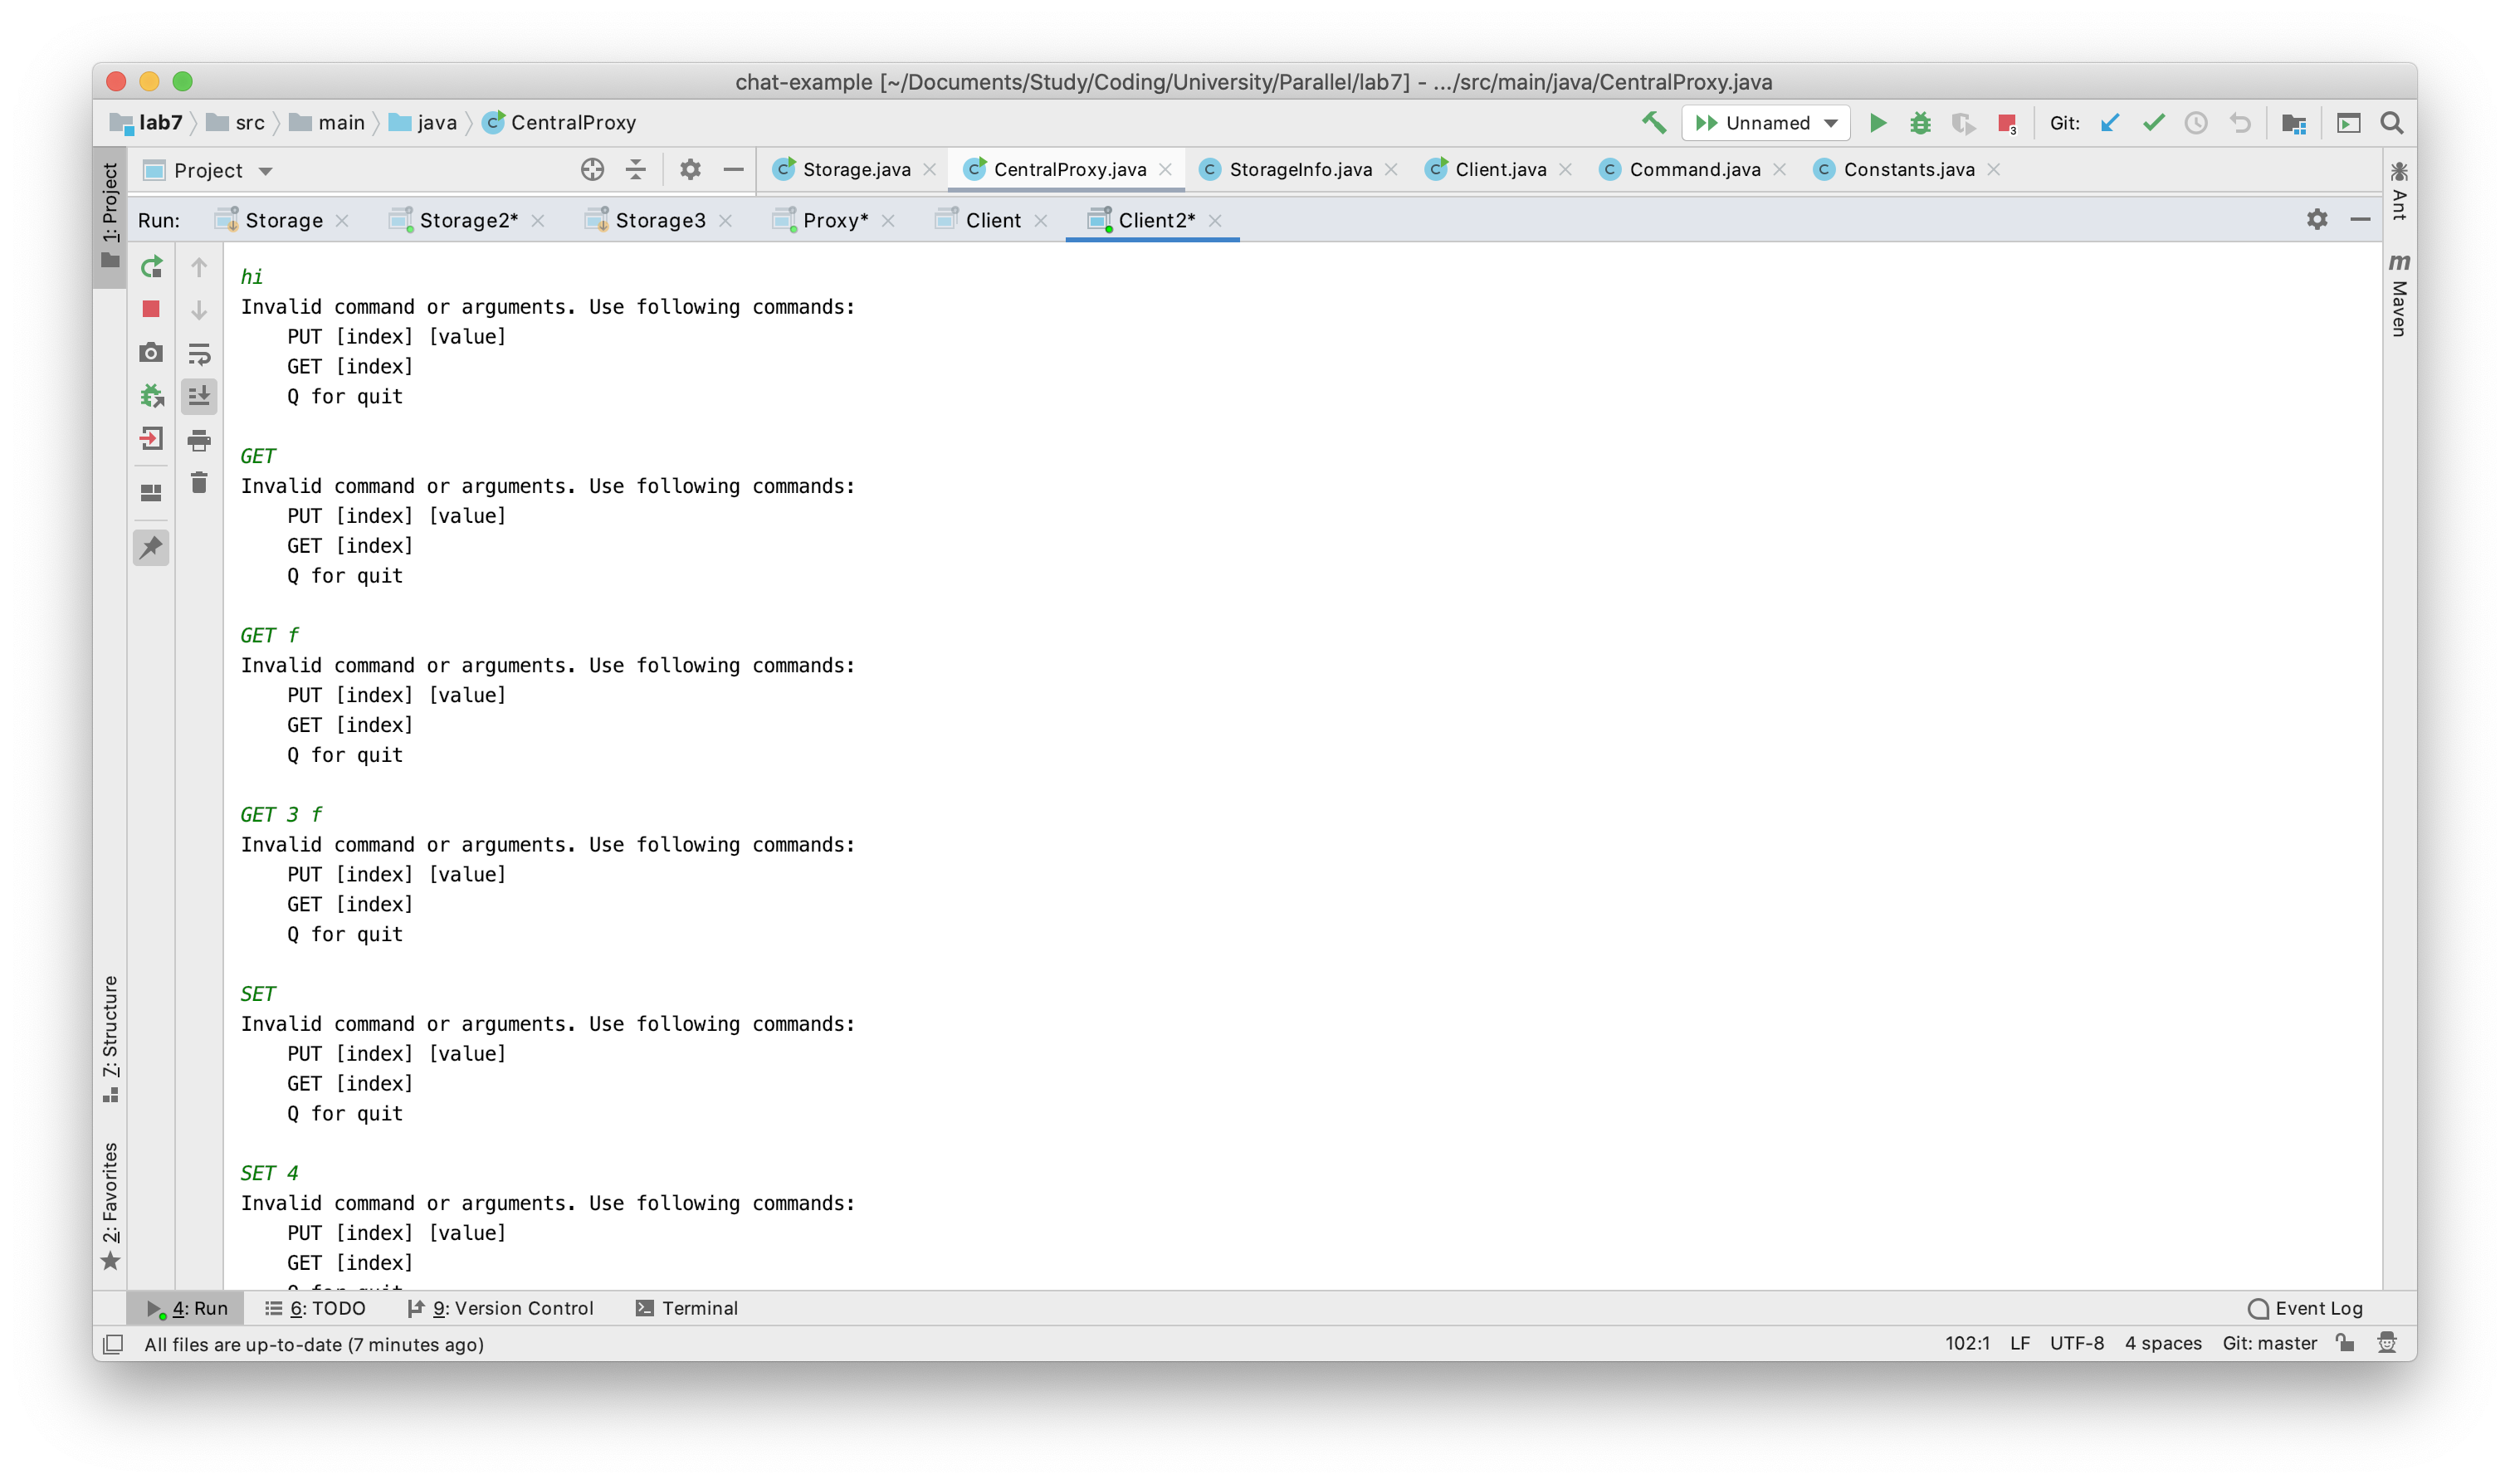 chat-example [~/Documents/Study/Coding/University/Parallel/lab7] - .../src/main/java/CentralProxy.java
lab7 src main java CentralProxy Unnamed 3 Git:
Project Storage.java CentralProxy.java StorageInfo.java Client.java Command.java Constants.java
Run: Storage Storage2* Storage3 Proxy* Client Client2*
1: Project
7: Structure
2: Favorites
Ant
Maven
hi
Invalid command or arguments. Use following commands:
    PUT [index] [value]
    GET [index]
    Q for quit
GET
Invalid command or arguments. Use following commands:
    PUT [index] [value]
    GET [index]
    Q for quit
GET f
Invalid command or arguments. Use following commands:
    PUT [index] [value]
    GET [index]
    Q for quit
GET 3 f
Invalid command or arguments. Use following commands:
    PUT [index] [value]
    GET [index]
    Q for quit
SET
Invalid command or arguments. Use following commands:
    PUT [index] [value]
    GET [index]
    Q for quit
SET 4
Invalid command or arguments. Use following commands:
    PUT [index] [value]
    GET [index]
4: Run 6: TODO 9: Version Control Terminal Event Log
All files are up-to-date (7 minutes ago) 102:1 LF UTF-8 4 spaces Git: master